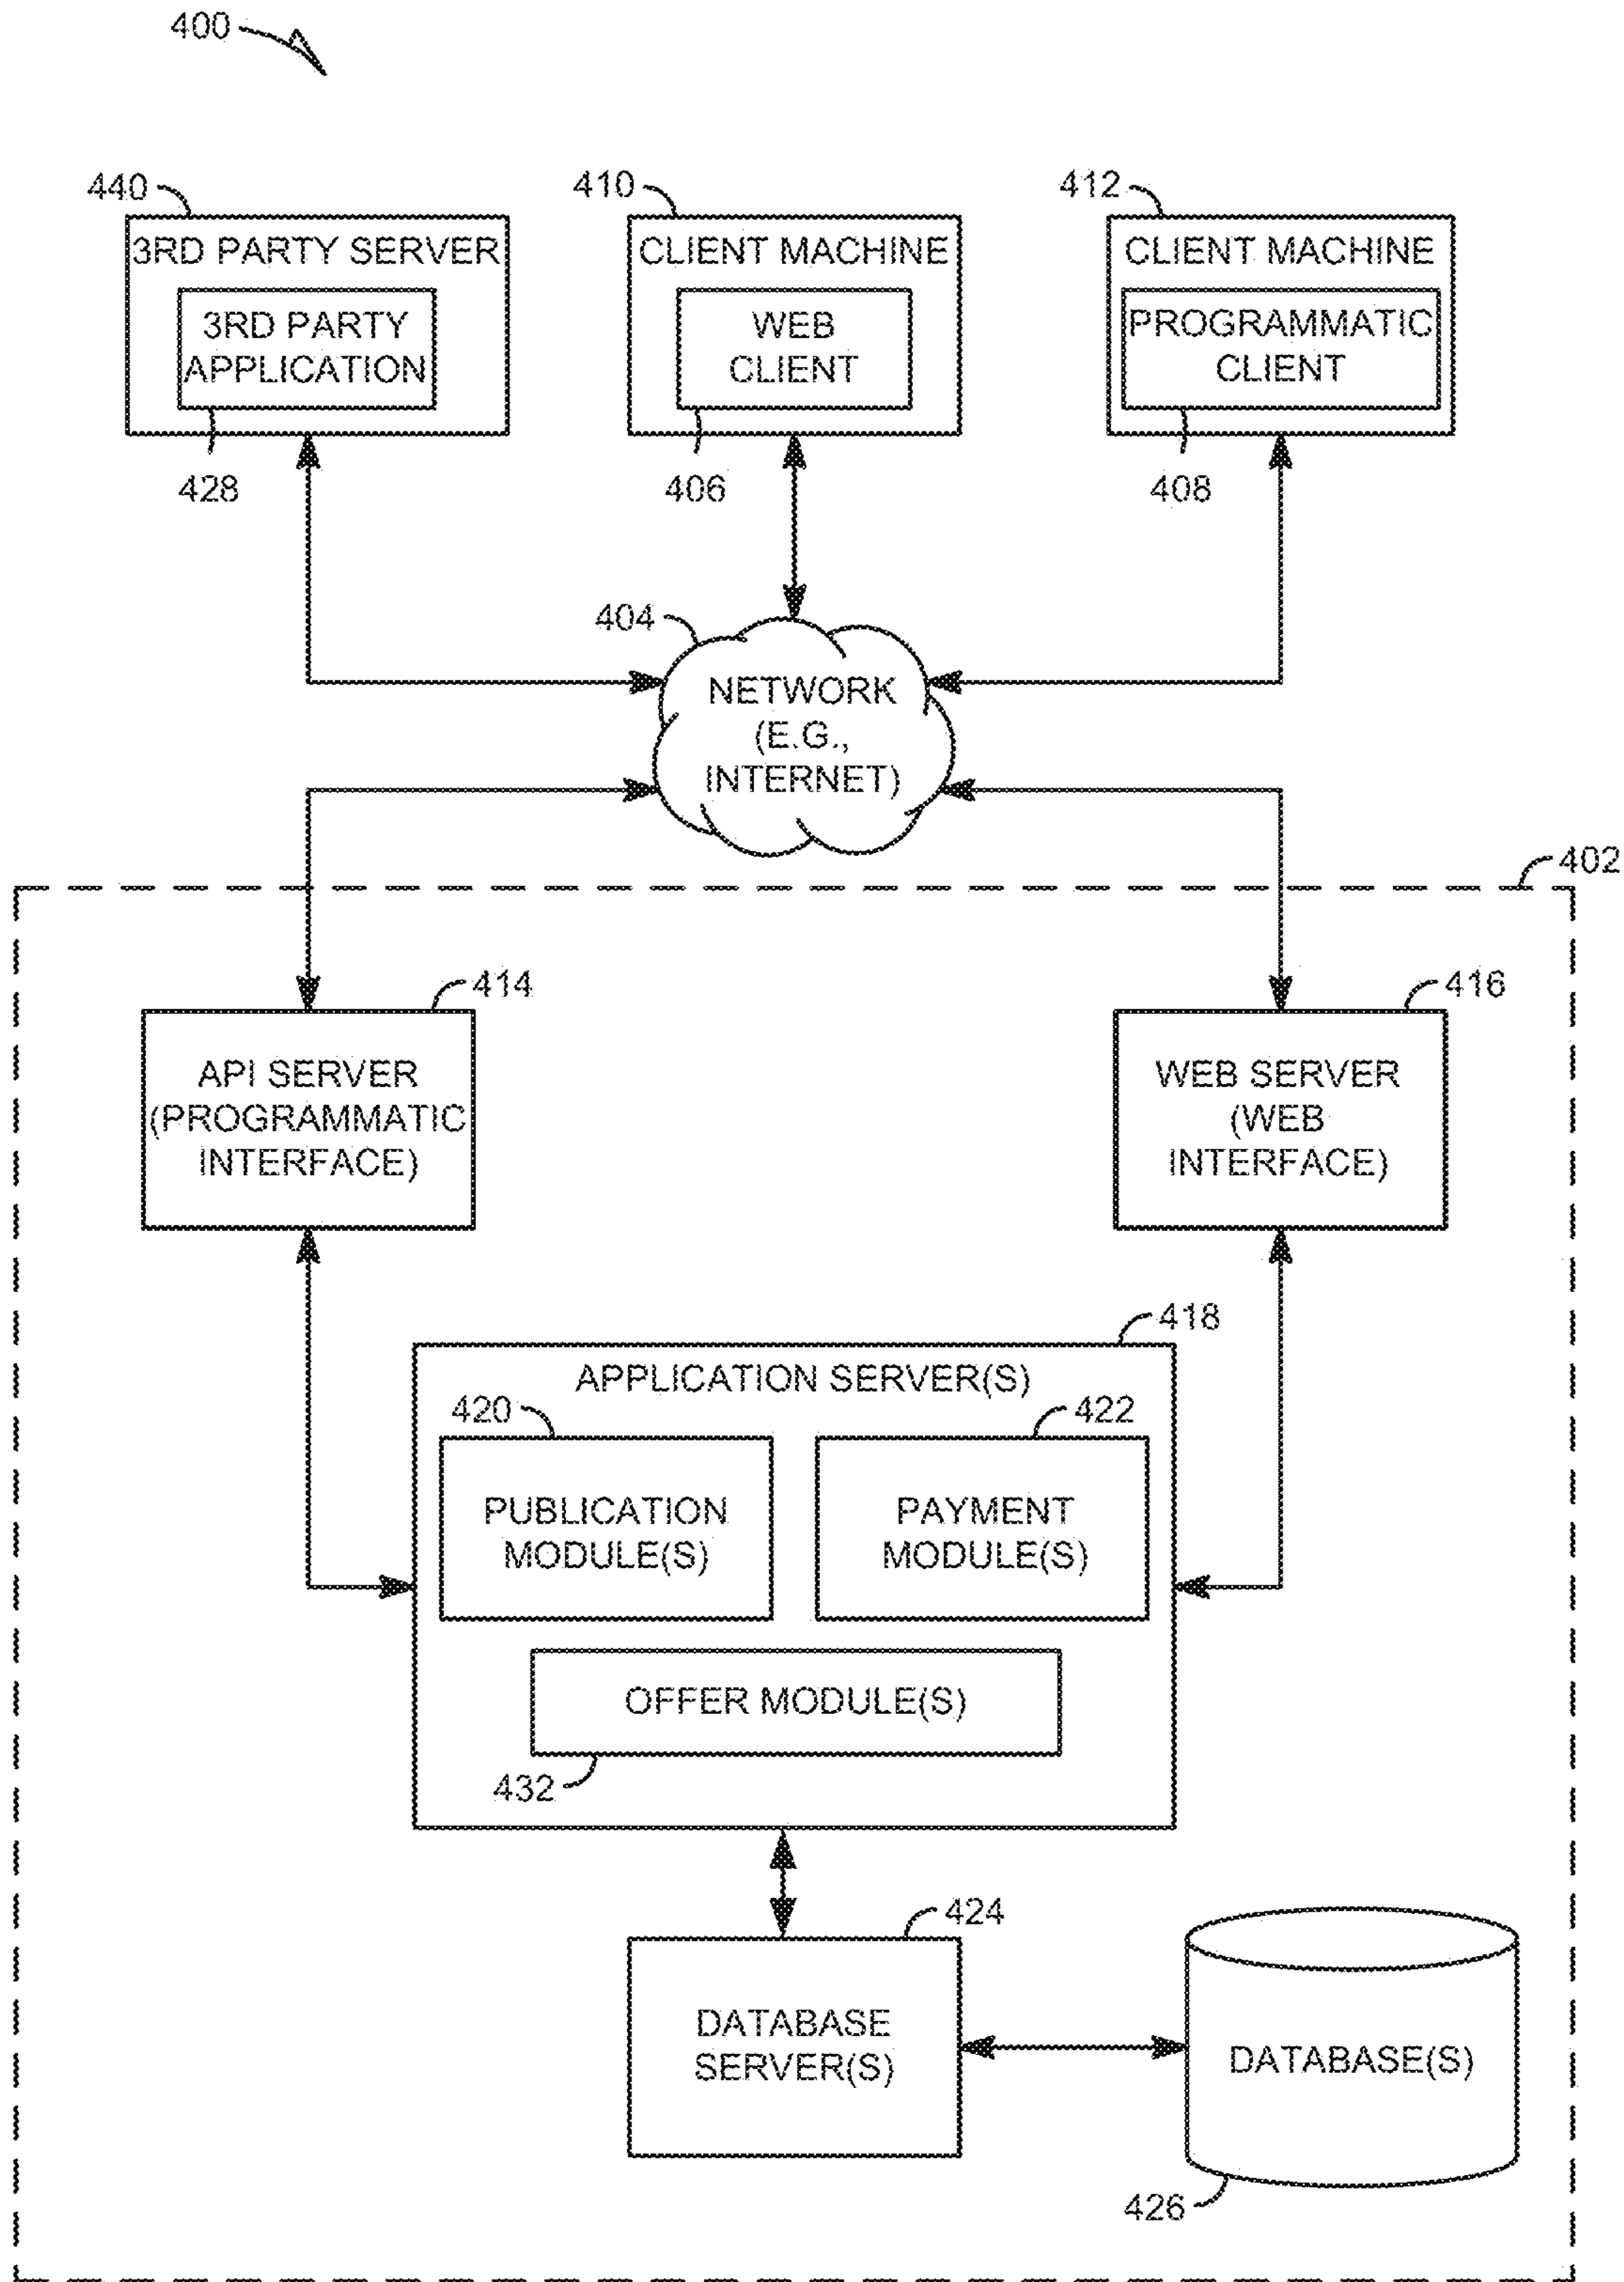 400
440
3RD PARTY SERVER
3RD PARTY
APPLICATION
428
410
CLIENT MACHINE
WEB
CLIENT
406
412
CLIENT MACHINE
PROGRAMMATIC
CLIENT
408
404
NETWORK
(E.G.,
INTERNET)
402
414
API SERVER
(PROGRAMMATIC
INTERFACE)
416
WEB SERVER
(WEB
INTERFACE)
418
APPLICATION SERVER(S)
420
PUBLICATION
MODULE(S)
422
PAYMENT
MODULE(S)
OFFER MODULE(S)
432
424
DATABASE
SERVER(S)
DATABASE(S)
426